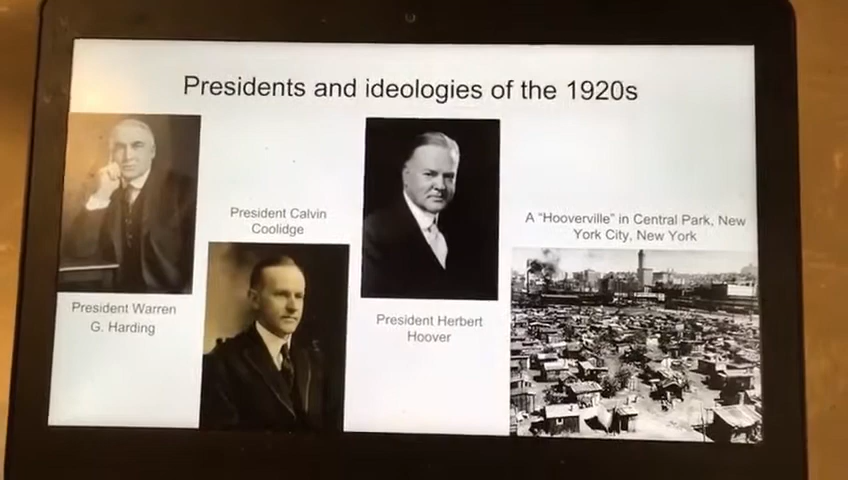 Presidents and ideologies of the 1920s
President Calvin
Coolidge
A “Hooverville” in Central Park, New
York City, New York
President Warren
G. Harding
President Herbert
Hoover